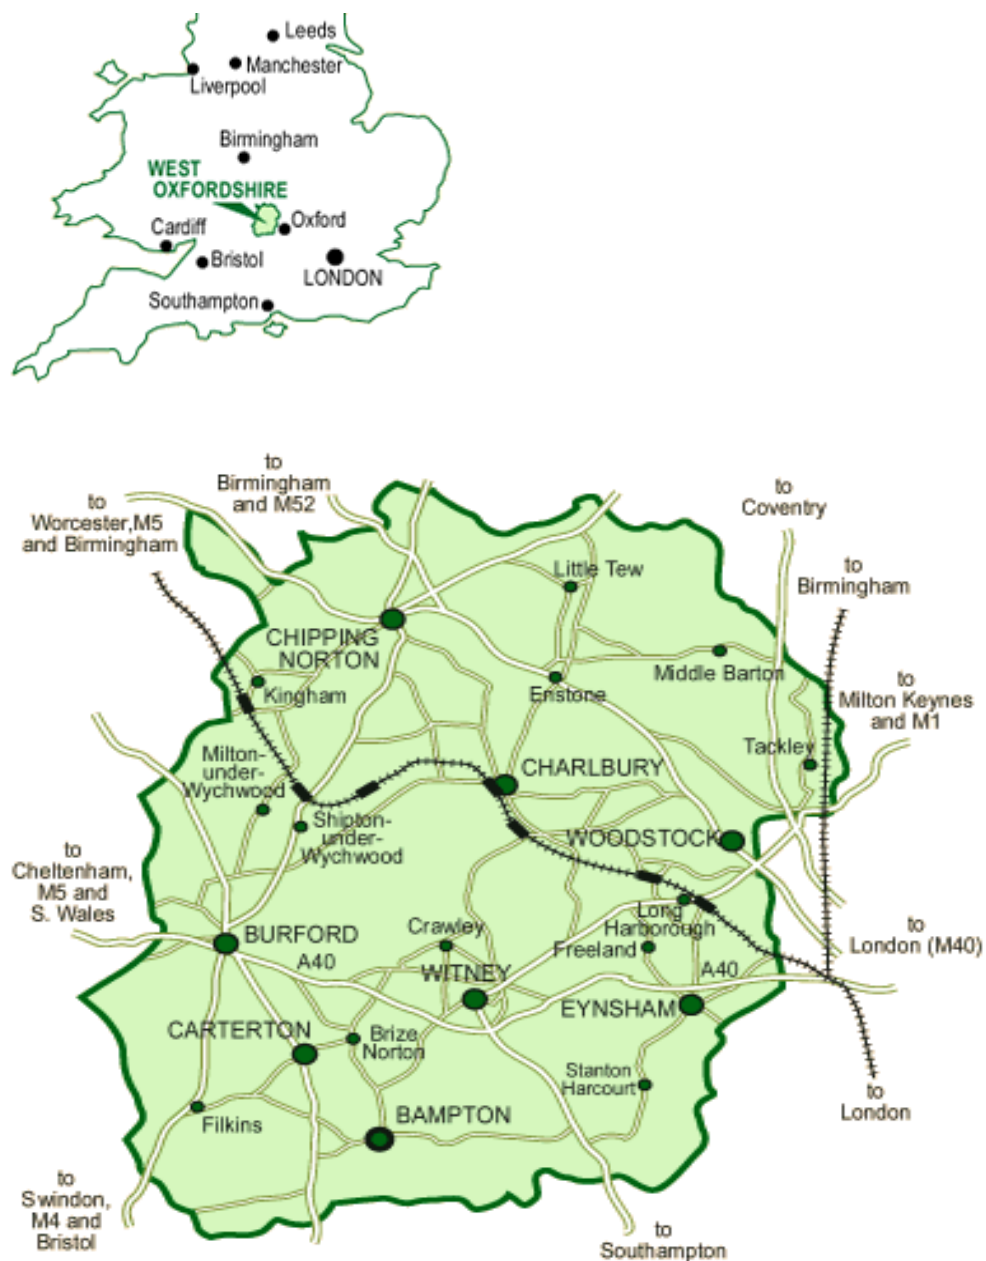 Leeds
Manchester
Liverpool
Birmingham
WEST
OXFORDSHIRE
Oxford
Cardiff
Bristol
LONDON
Southampton
to
Birmingham
and M52
to
Worcester,M5
and Birmingham
to
Coventry
to
Birmingham
Little Tew
CHIPPING
NORTON
Middle Barton
Kingham
Enstone
to
Milton Keynes
and M1
Tackley
Milton-
under-
Wychwood
CHARLBURY
Shipton-
under-
Wychwood
WOODSTOCK
to
Cheltenham,
M5 and
S. Wales
Long
Harborough
Crawley
BURFORD
Freeland
to
London (M40)
A40
WITNEY
A40
EYNSHAM
CARTERTON
Brize
Norton
Stanton
Harcourt
BAMPTON
Filkins
to
London
to
Swindon,
M4 and
Bristol
to
Southampton